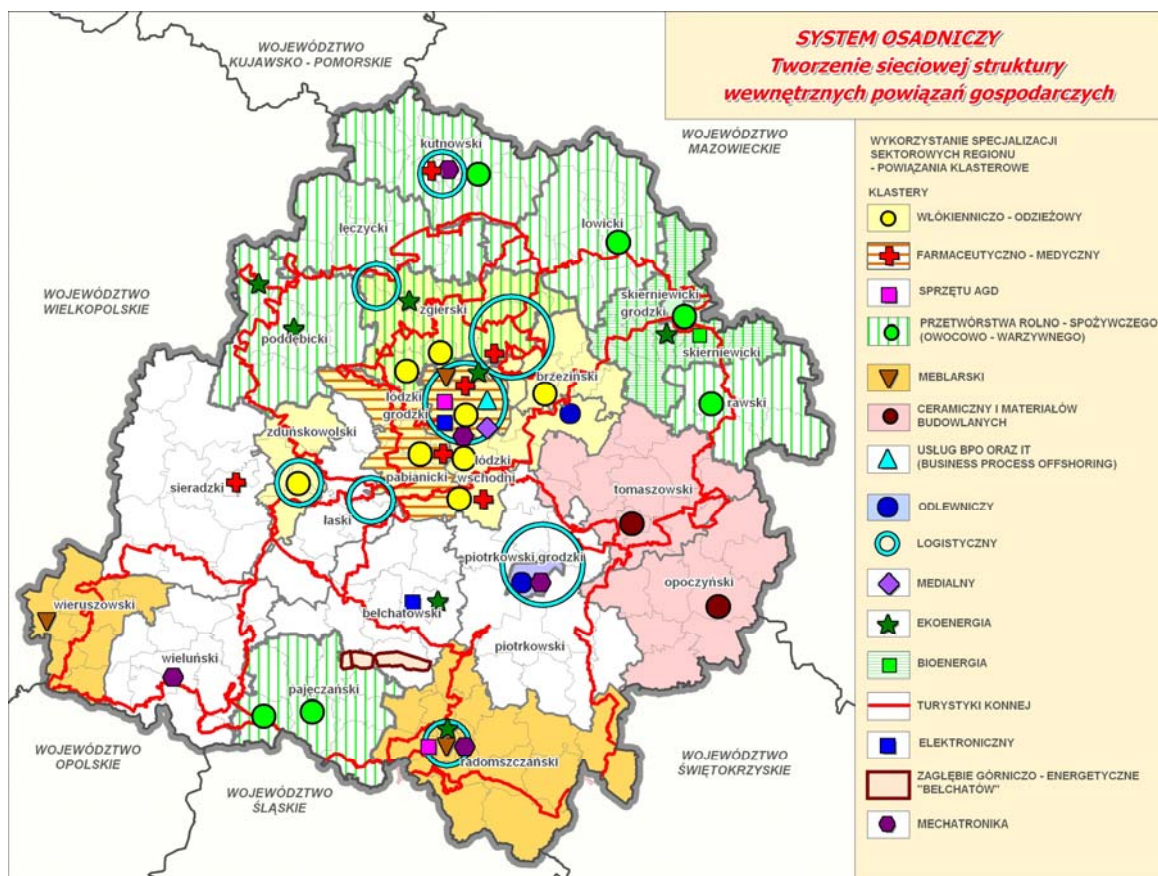 SYSTEM OSADNICZY
Tworzenie sieciowej struktury
wewnętrznych powiązań gospodarczych
WYKORZYSTANIE SPECJALIZACJI
SEKTOROWYCH REGIONU
- POWIĄZANIA KLASTEROWE
KLASTERY
WŁÓKIENNICZO - ODZIEŻOWY
FARMACEUTYCZNO - MEDYCZNY
SPRZĘTU AGD
PRZETWÓRSTWA ROLNO - SPOŻYWCZEGO
(OWOCOWO - WARZYWNEGO)
MEBLARSKI
CERAMICZNY I MATERIAŁÓW
BUDOWLANYCH
USŁUG BPO ORAZ IT
(BUSINESS PROCESS OFFSHORING)
ODLEWNICZY
LOGISTYCZNY
MEDIALNY
EKOENERGIA
BIOENERGIA
TURYSTYKI KONNEJ
ELEKTRONICZNY
ZAGŁĘBIE GÓRNICZO - ENERGETYCZNE
"BEŁCHATÓW"
MECHATRONIKA
WOJEWÓDZTWO
KUJAWSKO - POMORSKIE
WOJEWÓDZTWO
MAZOWIECKIE
WOJEWÓDZTWO
WIELKOPOLSKIE
WOJEWÓDZTWO
OPOLSKIE
WOJEWÓDZTWO
ŚLĄSKIE
WOJEWÓDZTWO
ŚWIĘTOKRZYSKIE
kutnowski
łęczycki
łowicki
zgierski
skierniewicki
grodzki
skierniewicki
poddębicki
brzeziński
rawski
łódzki
grodzki
zduńskowolski
łódzki
wschodni
pabianicki
sieradzki
łaski
tomaszowski
piotrkowski grodzki
opoczyński
wieruszowski
bełchatowski
wieluński
piotrkowski
pajęczański
radomszczański